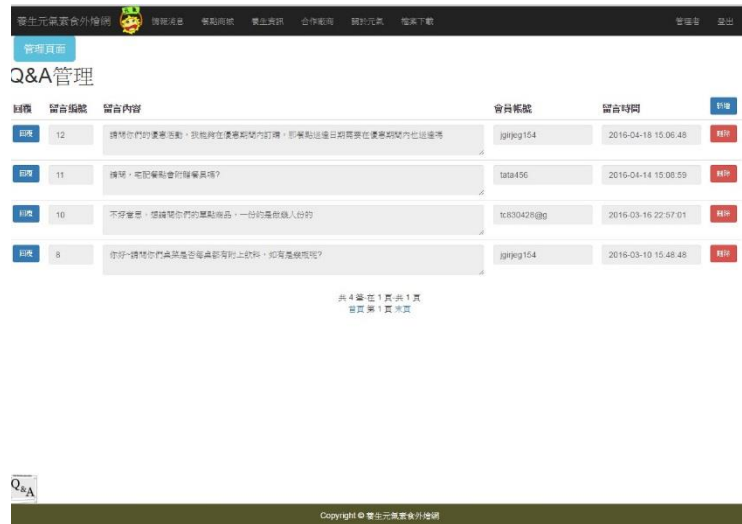 養生元氣素食外燴網 情報消息 餐點商城 養生資訊 合作廠商 關於元氣 檔案下載 管理者 登出
管理頁面
Q&A管理
回覆 留言編號 留言內容 會員帳號 留言時間 新增
回覆 12 請問你們的優惠活動，我能夠在優惠期間內訂購，那餐點送達日期需要在優惠期間內也送達嗎 jginjeg154 2016-04-18 15:06:48 刪除
回覆 11 請問，宅配餐點會附贈餐具嗎? tata456 2016-04-14 15:08:59 刪除
回覆 10 不好意思，想請問你們的單點商品，一份的是做幾人份的 tc830428@g 2016-03-16 22:57:01 刪除
回覆 8 你好~請問你們桌菜是否每桌都有附上飲料，如有是幾瓶呢? jginjeg154 2016-03-10 15:48:48 刪除
共 4 筆-在 1 頁-共 1 頁
首頁 第 1 頁 末頁
Q&A
Copyright © 養生元氣素食外燴網